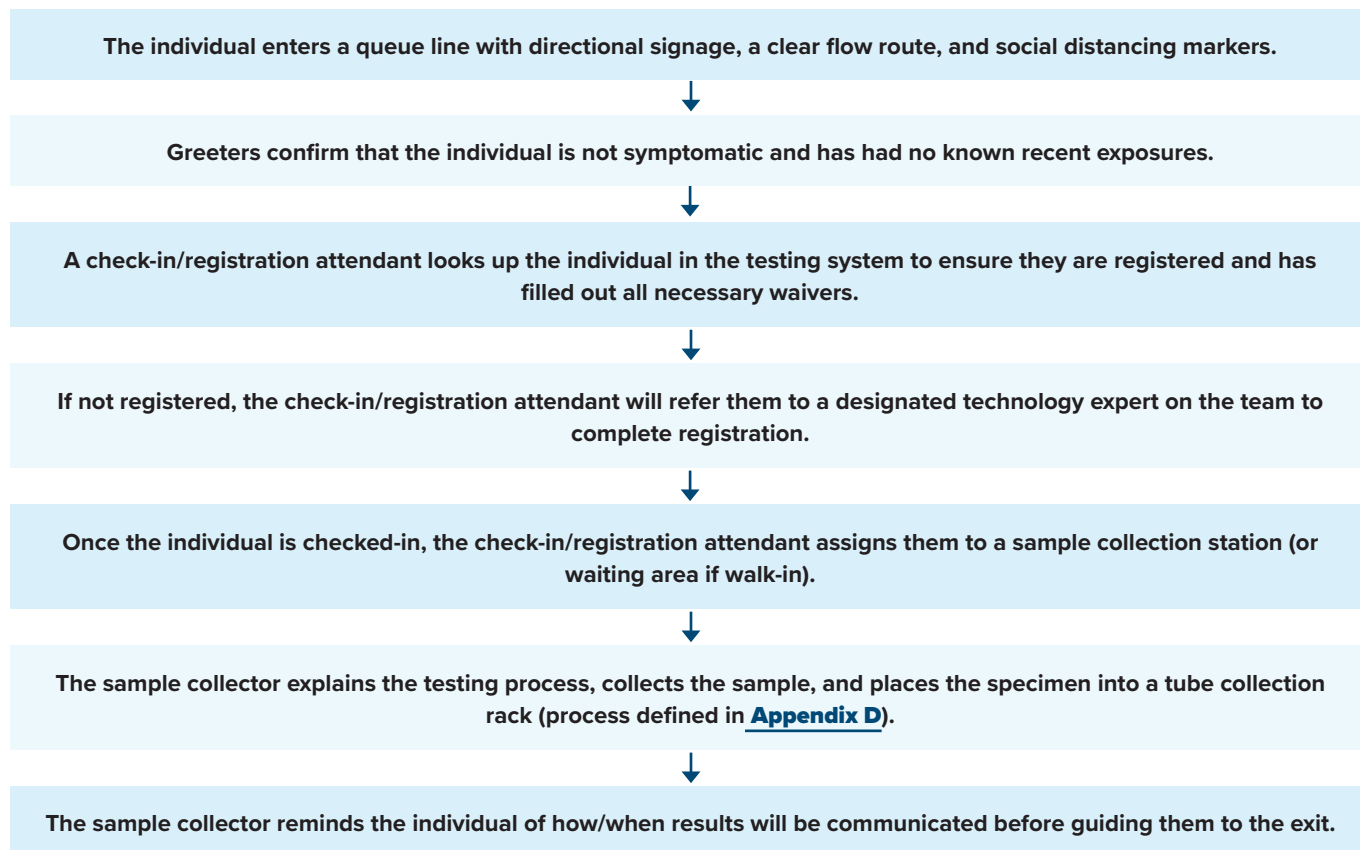 The individual enters a queue line with directional signage, a clear flow route, and social distancing markers.
Greeters confirm that the individual is not symptomatic and has had no known recent exposures.
A check-in/registration attendant looks up the individual in the testing system to ensure they are registered and has
filled out all necessary waivers.
If not registered, the check-in/registration attendant will refer them to a designated technology expert on the team to
complete registration.
Once the individual is checked-in, the check-in/registration attendant assigns them to a sample collection station (or
waiting area if walk-in).
The sample collector explains the testing process, collects the sample, and places the specimen into a tube collection
rack (process defined in Appendix D).
The sample collector reminds the individual of how/when results will be communicated before guiding them to the exit.